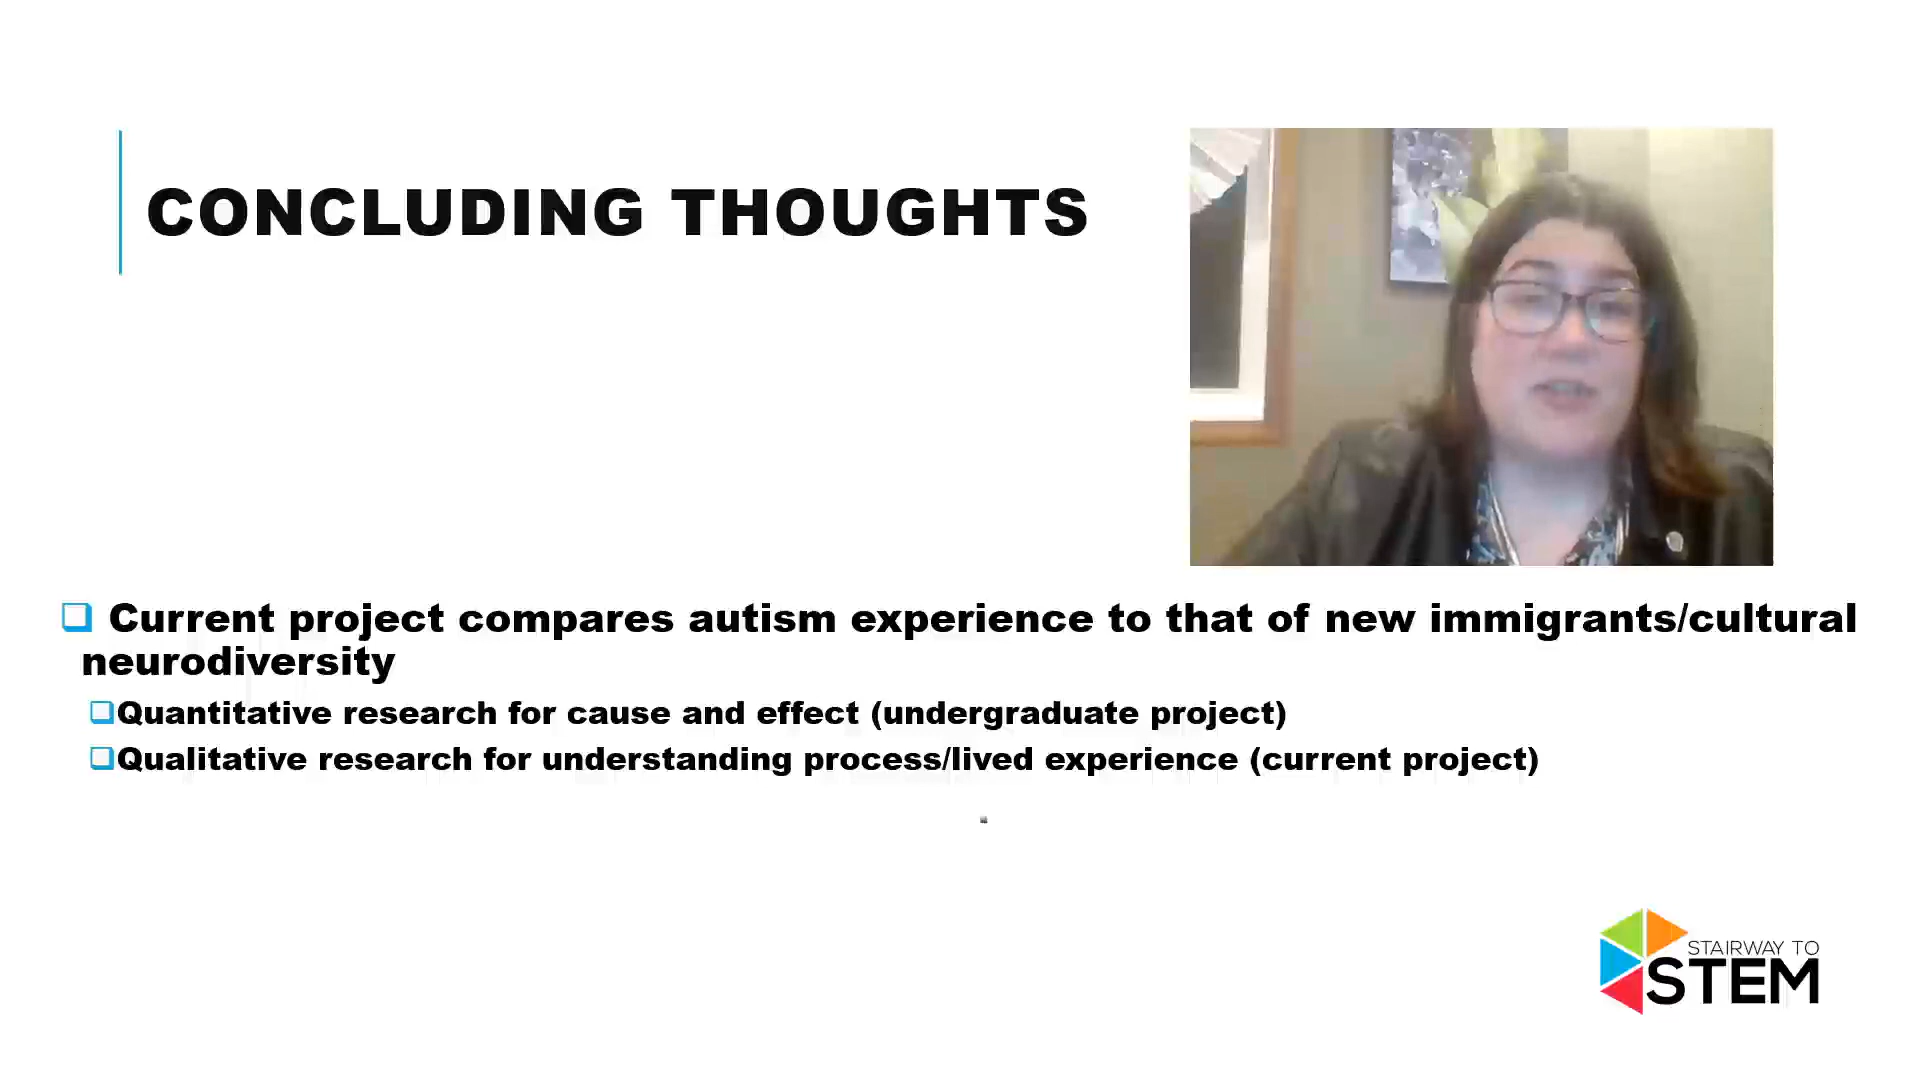 CONCLUDING THOUGHTS
Current project compares autism experience to that of new immigrants/cultural
neurodiversity
Quantitative research for cause and effect (undergraduate project)
Qualitative research for understanding process/lived experience (current project)
STAIRWAY TO
STEM